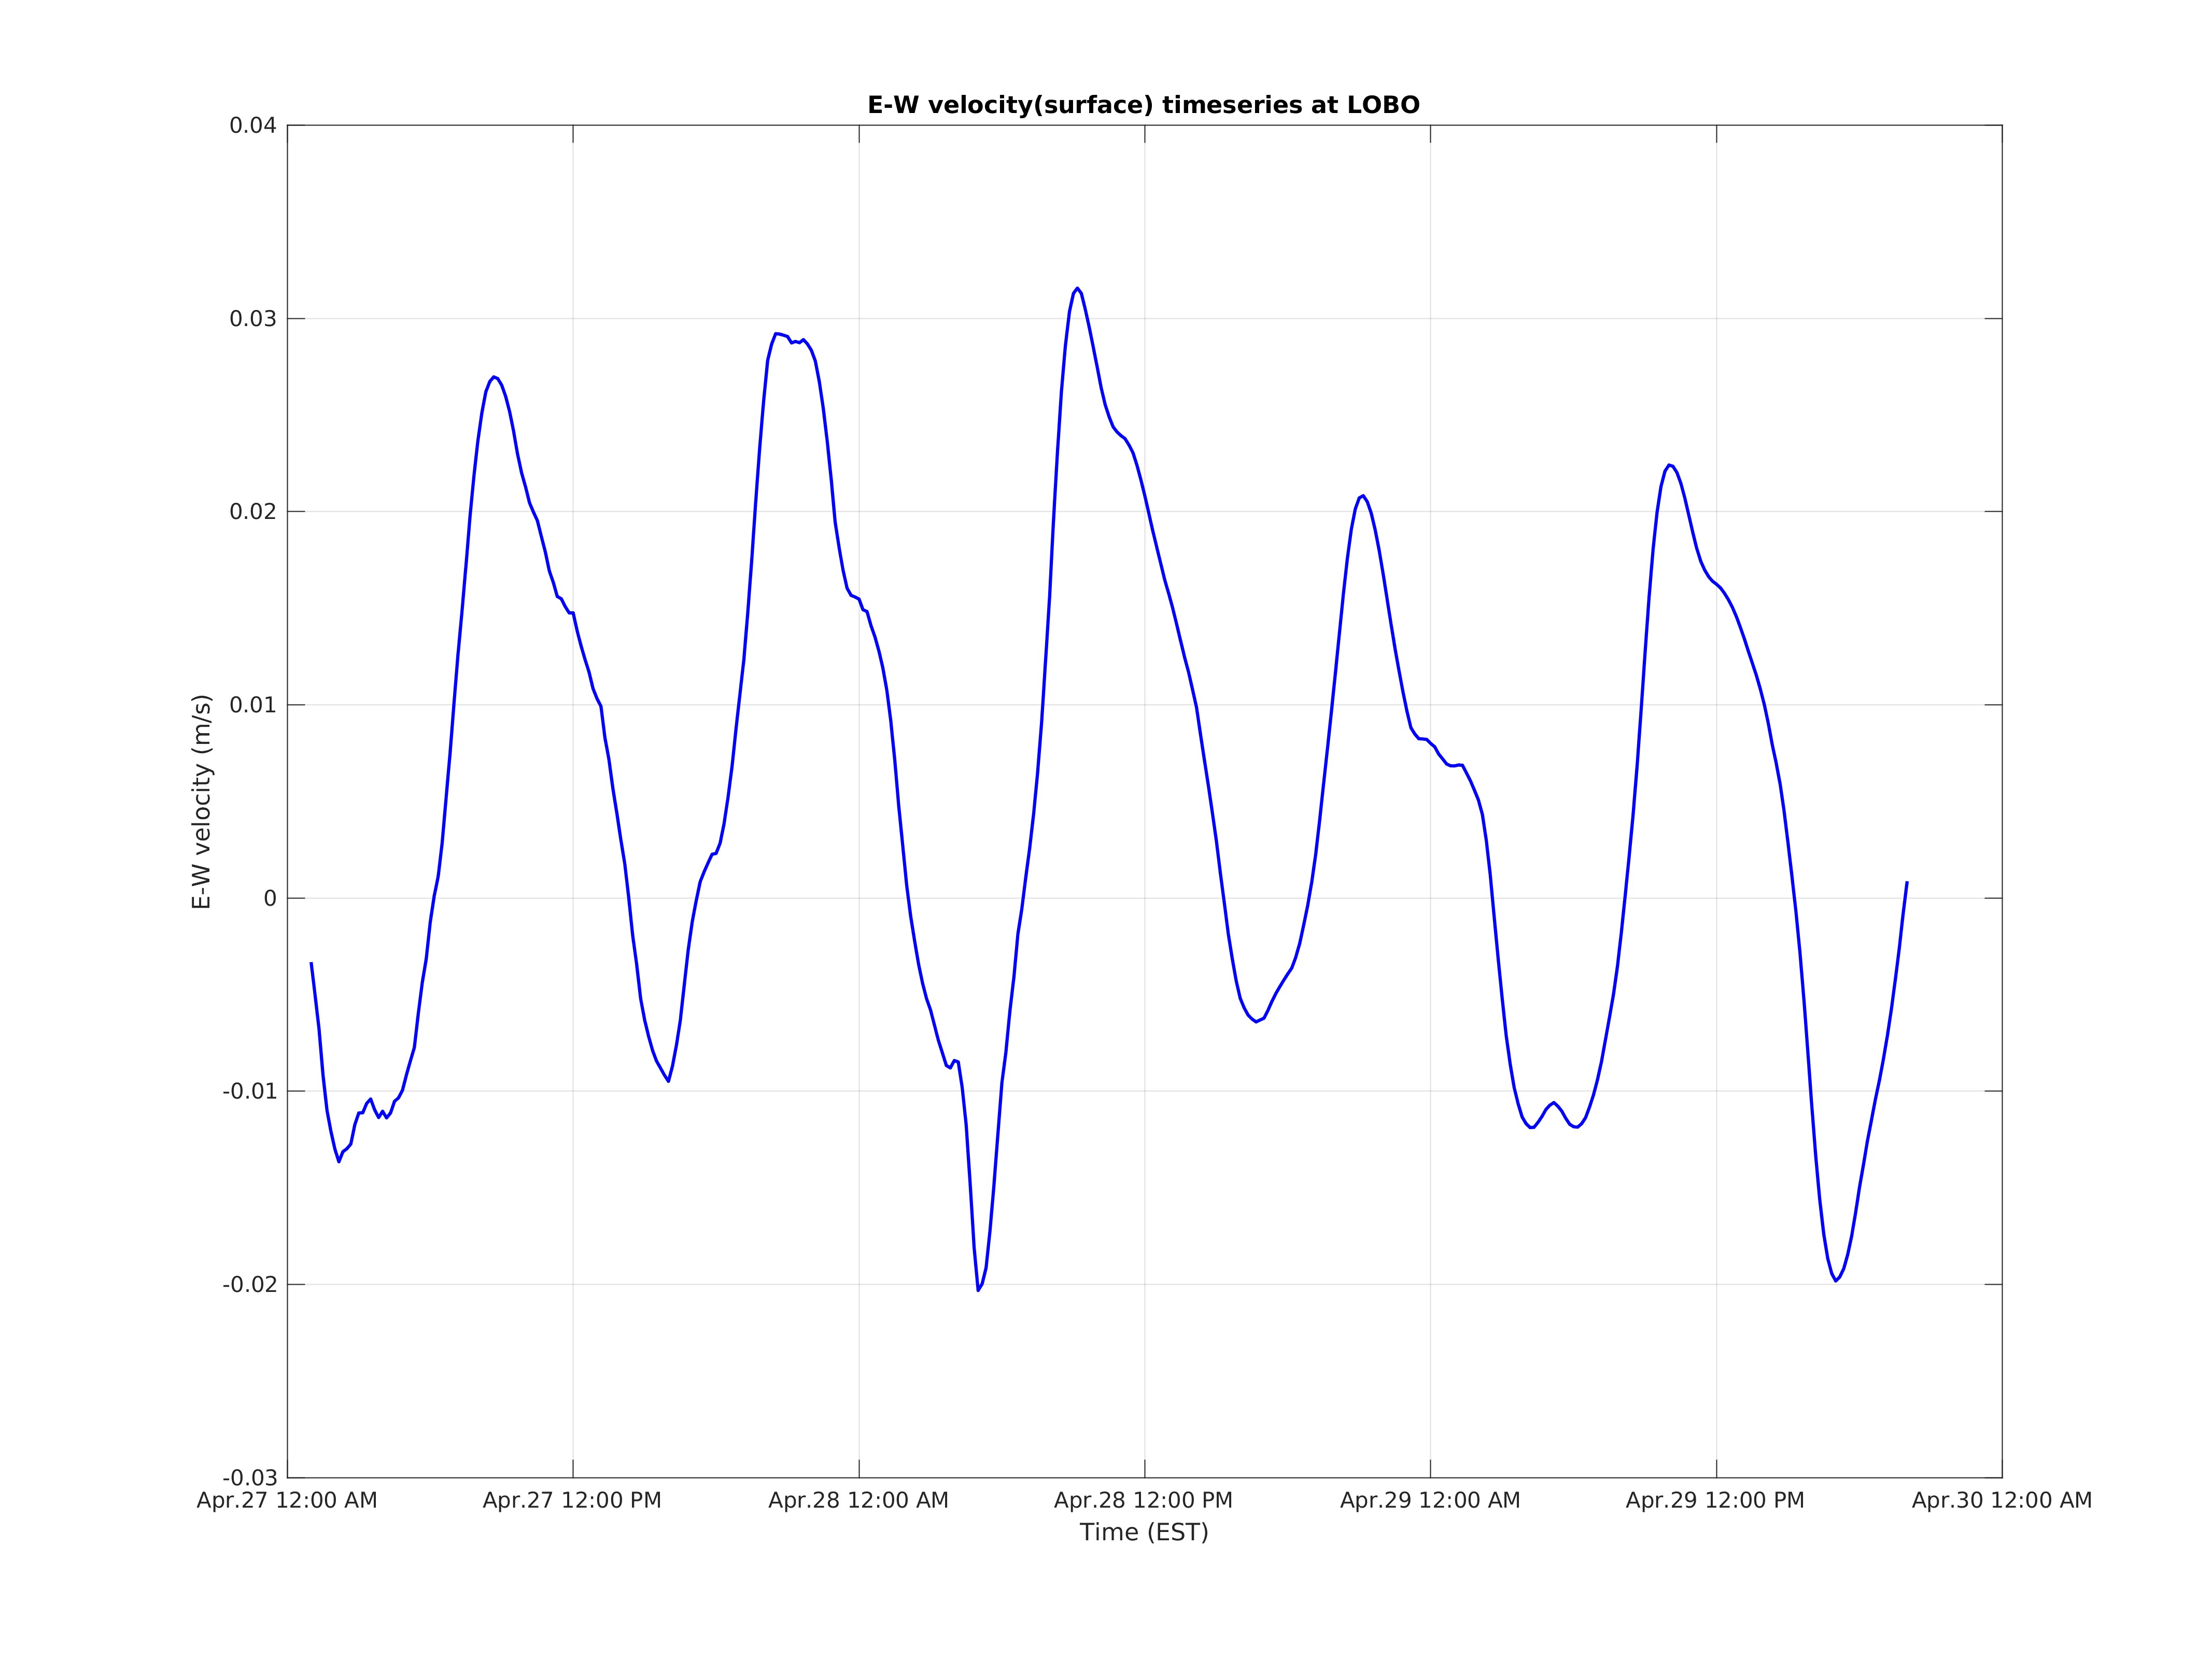 E-W velocity(surface) timeseries at LOBO
0.04
0.03
0.02
0.01
0
-0.01
-0.02
-0.03
E-W velocity (m/s)
Apr.27 12:00 AM Apr.27 12:00 PM Apr.28 12:00 AM Apr.28 12:00 PM Apr.29 12:00 AM Apr.29 12:00 PM Apr.30 12:00 AM
Time (EST)